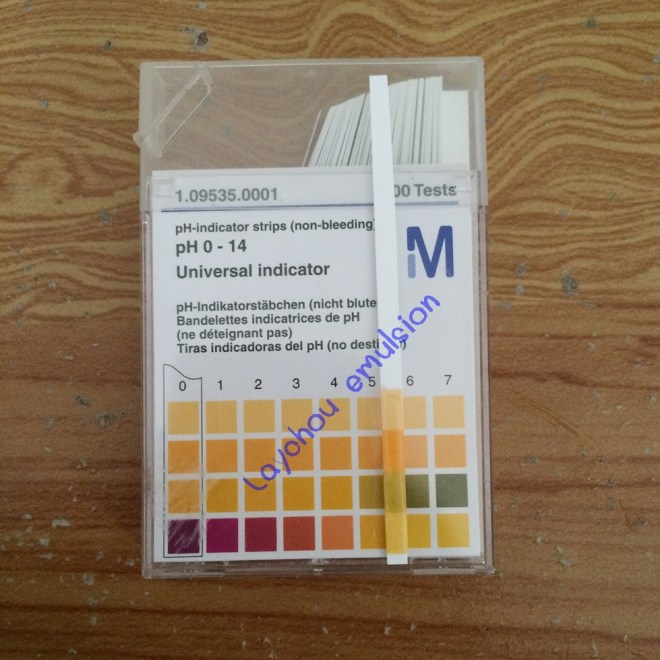 1.09535.0001 00 Tests
pH-indicator strips (non-bleeding)
pH 0 - 14
Universal indicator
M
pH-Indikatorstäbchen (nicht blute
Bandelettes indicatrices de pH
(ne déteignant pas)
Tiras indicadoras del pH (no desti )
0 1 2 3 4 5 6 7
Layohou emulsion